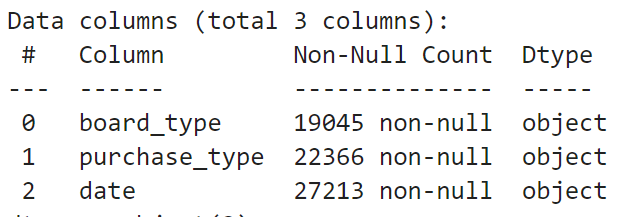 Data columns (total 3 columns):
 #   Column         Non-Null Count  Dtype
---  ------         --------------  -----
 0   board_type     19045 non-null  object
 1   purchase_type  22366 non-null  object
 2   date           27213 non-null  object